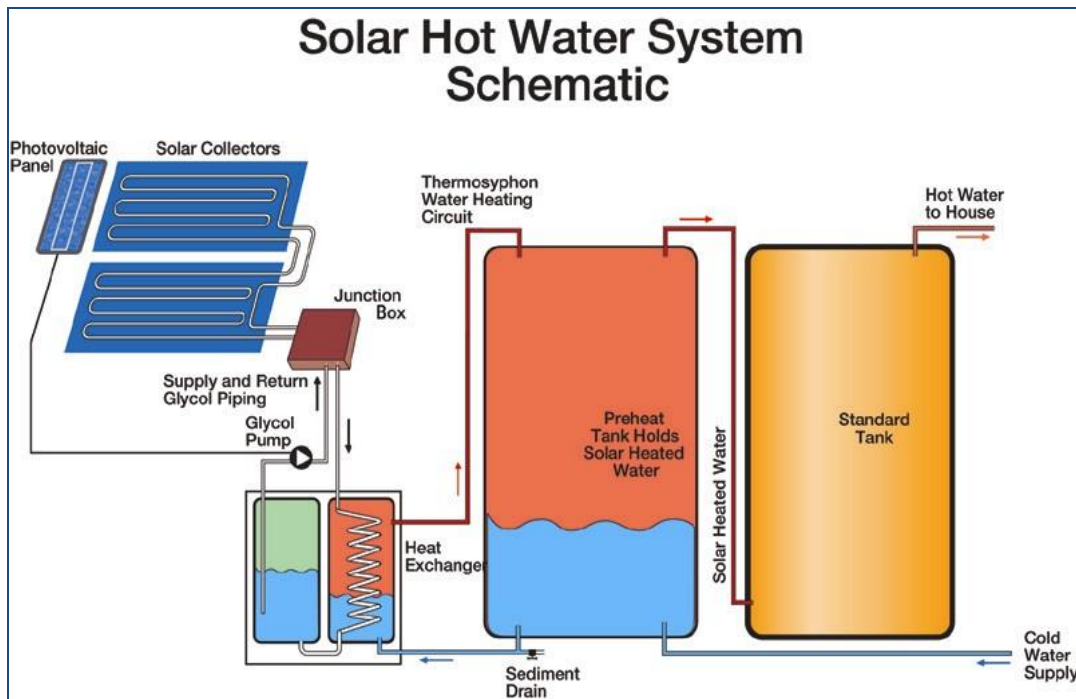 Solar Hot Water System
Schematic
Photovoltaic
Panel
Solar Collectors
Thermosyphon
Water Heating
Circuit
Hot Water
to House
Junction
Box
Supply and Return
Glycol Piping
Glycol
Pump
Preheat
Tank Holds
Solar Heated
Water
Standard
Tank
Solar Heated Water
Heat
Exchanger
Sediment
Drain
Cold
Water
Supply